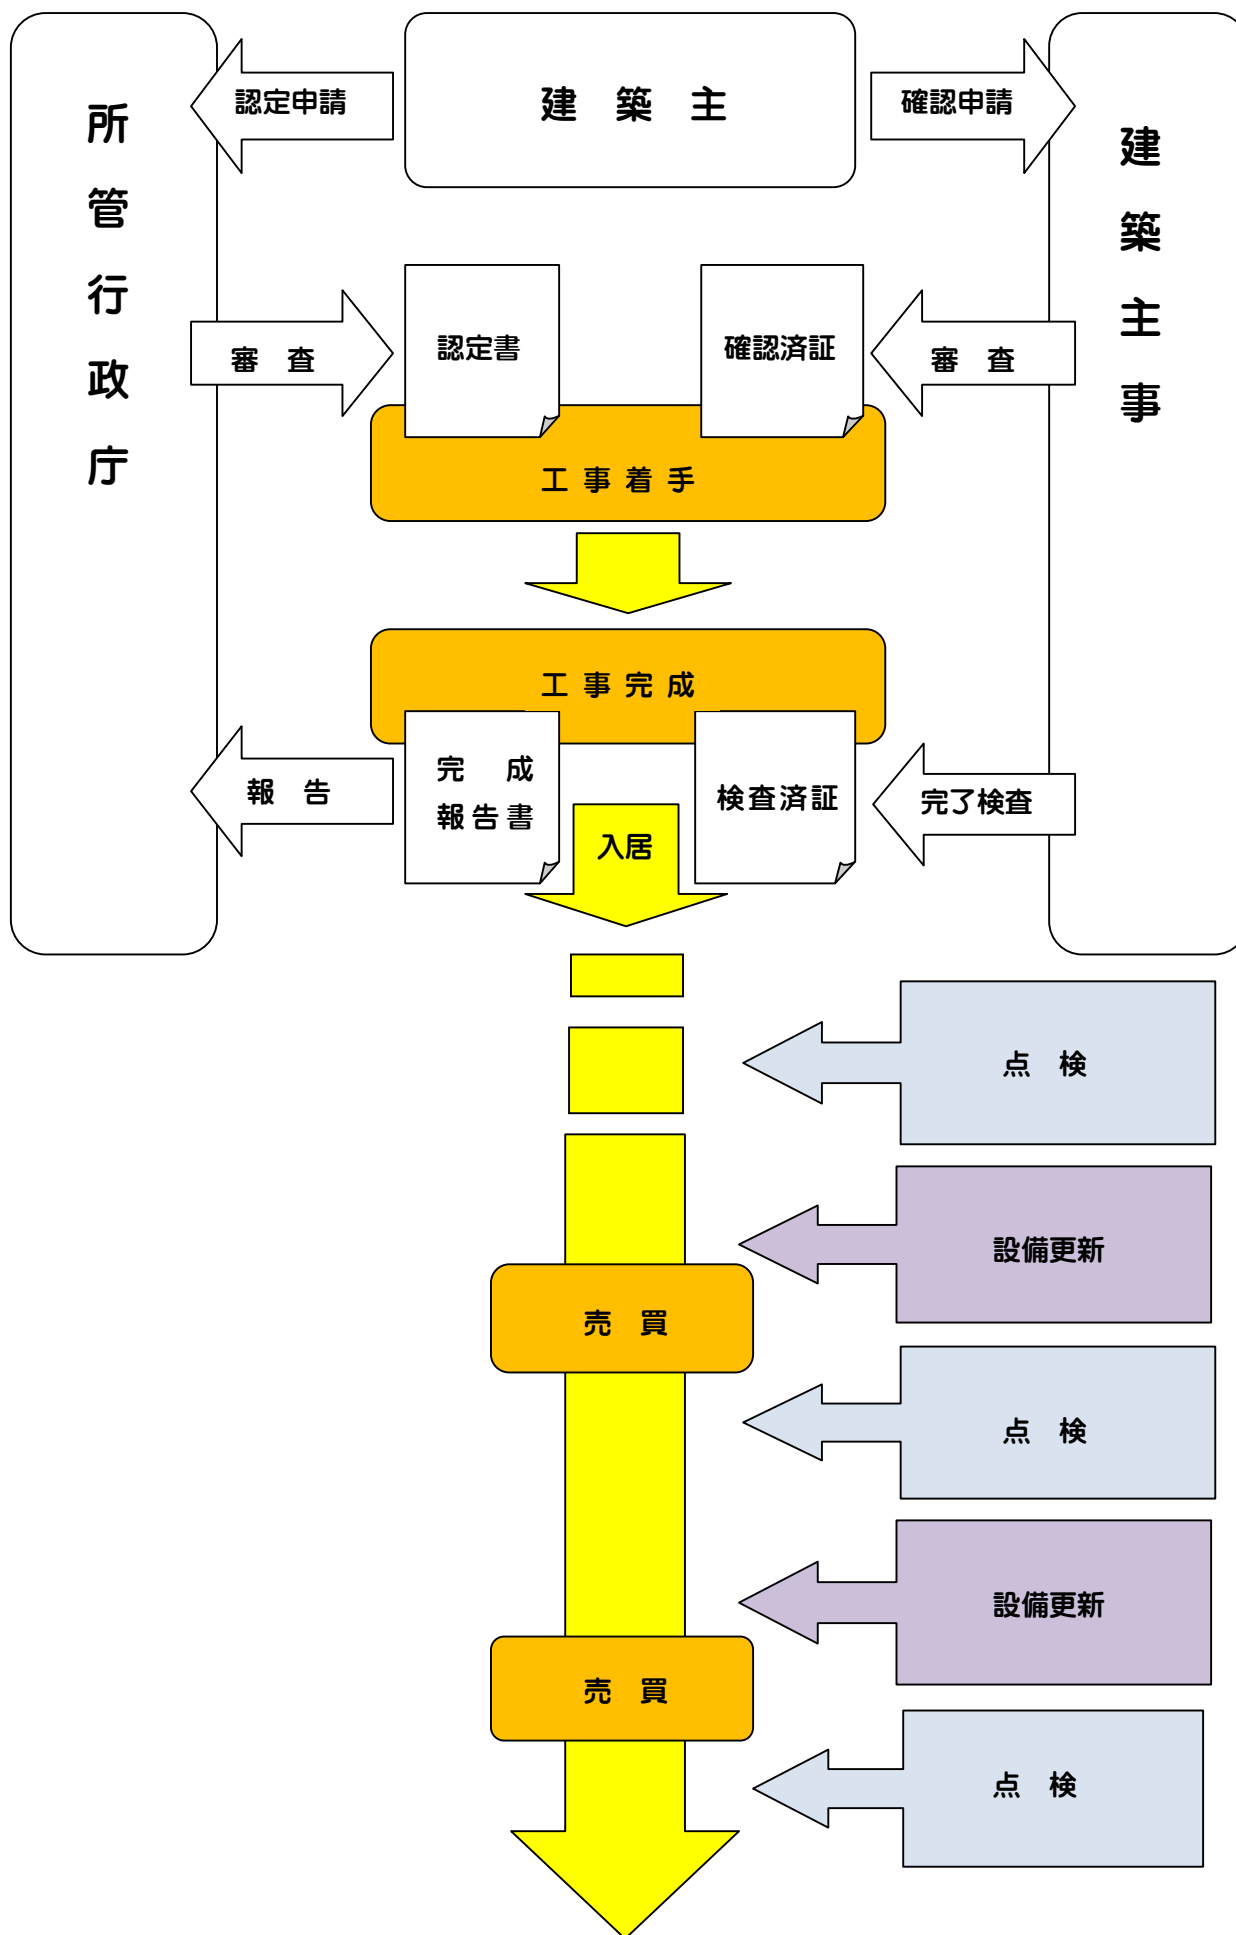 所管行政庁
認定申請
建　築　主
確認申請
建築主事
審　査
認定書
確認済証
審　査
工 事 着 手
工 事 完 成
報　告
完　成
報 告 書
入居
検査済証
完了検査
点　検
設備更新
売　買
点　検
設備更新
売　買
点　検